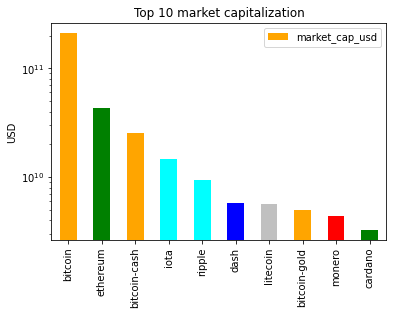 Top 10 market capitalization
market_cap_usd
USD
10¹¹
10¹⁰
bitcoin
ethereum
bitcoin-cash
iota
ripple
dash
litecoin
bitcoin-gold
monero
cardano